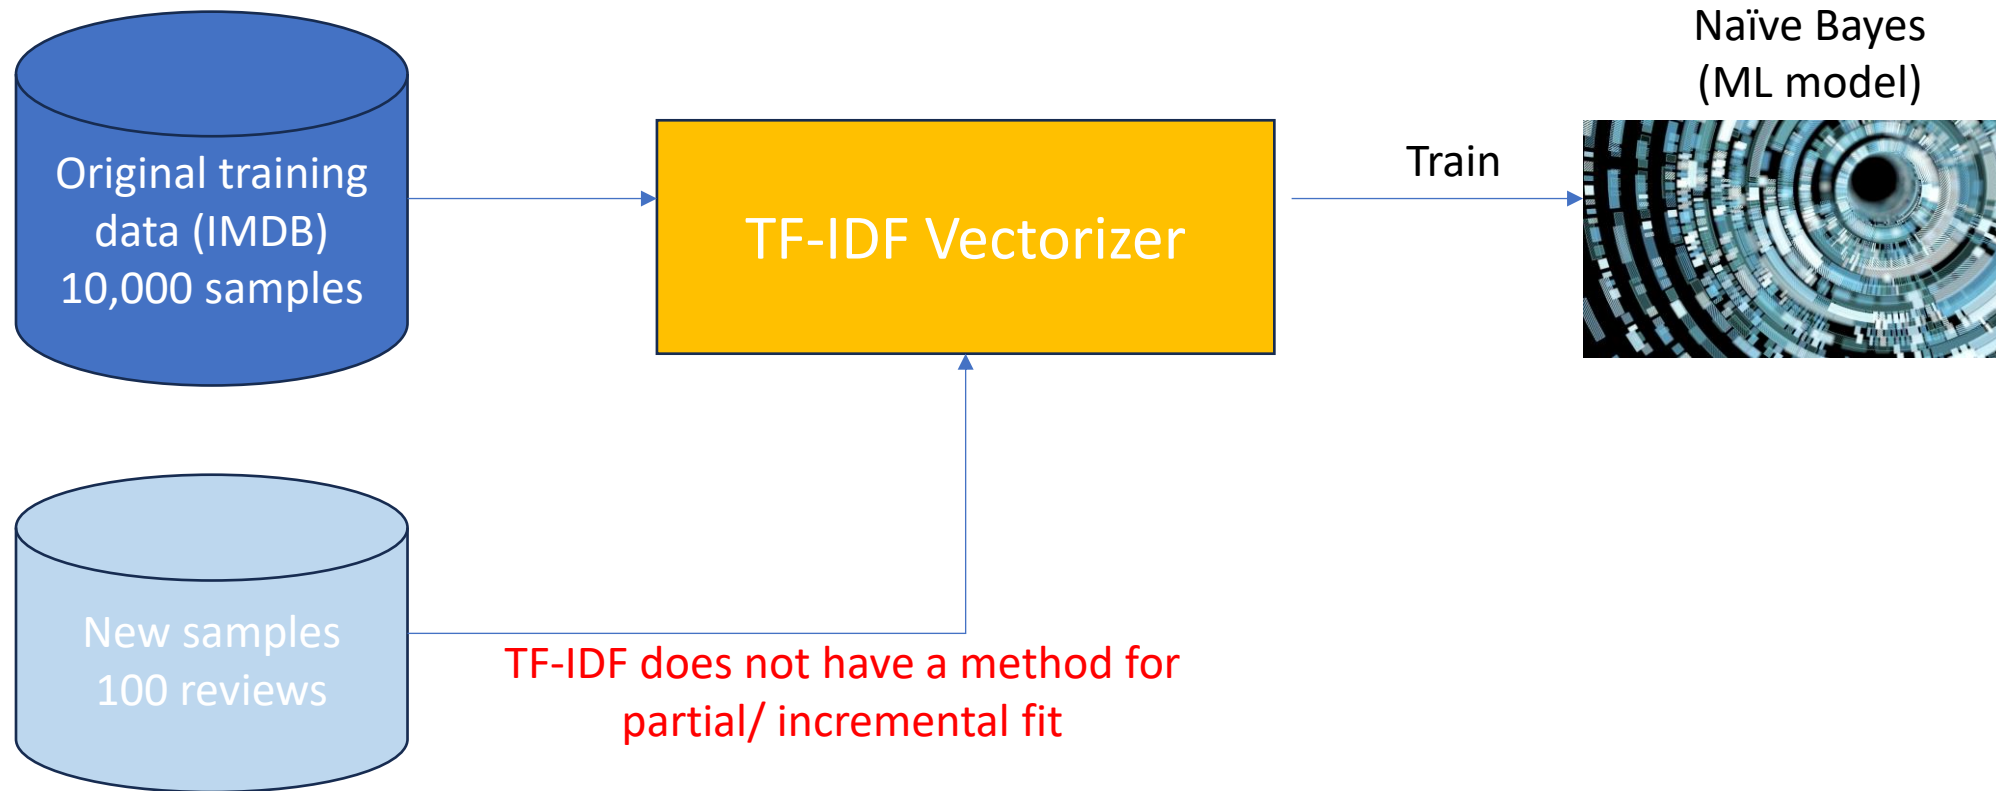 Original training
data (IMDB)
10,000 samples
TF-IDF Vectorizer
Train
Naïve Bayes
(ML model)
New samples
100 reviews
TF-IDF does not have a method for
partial/ incremental fit